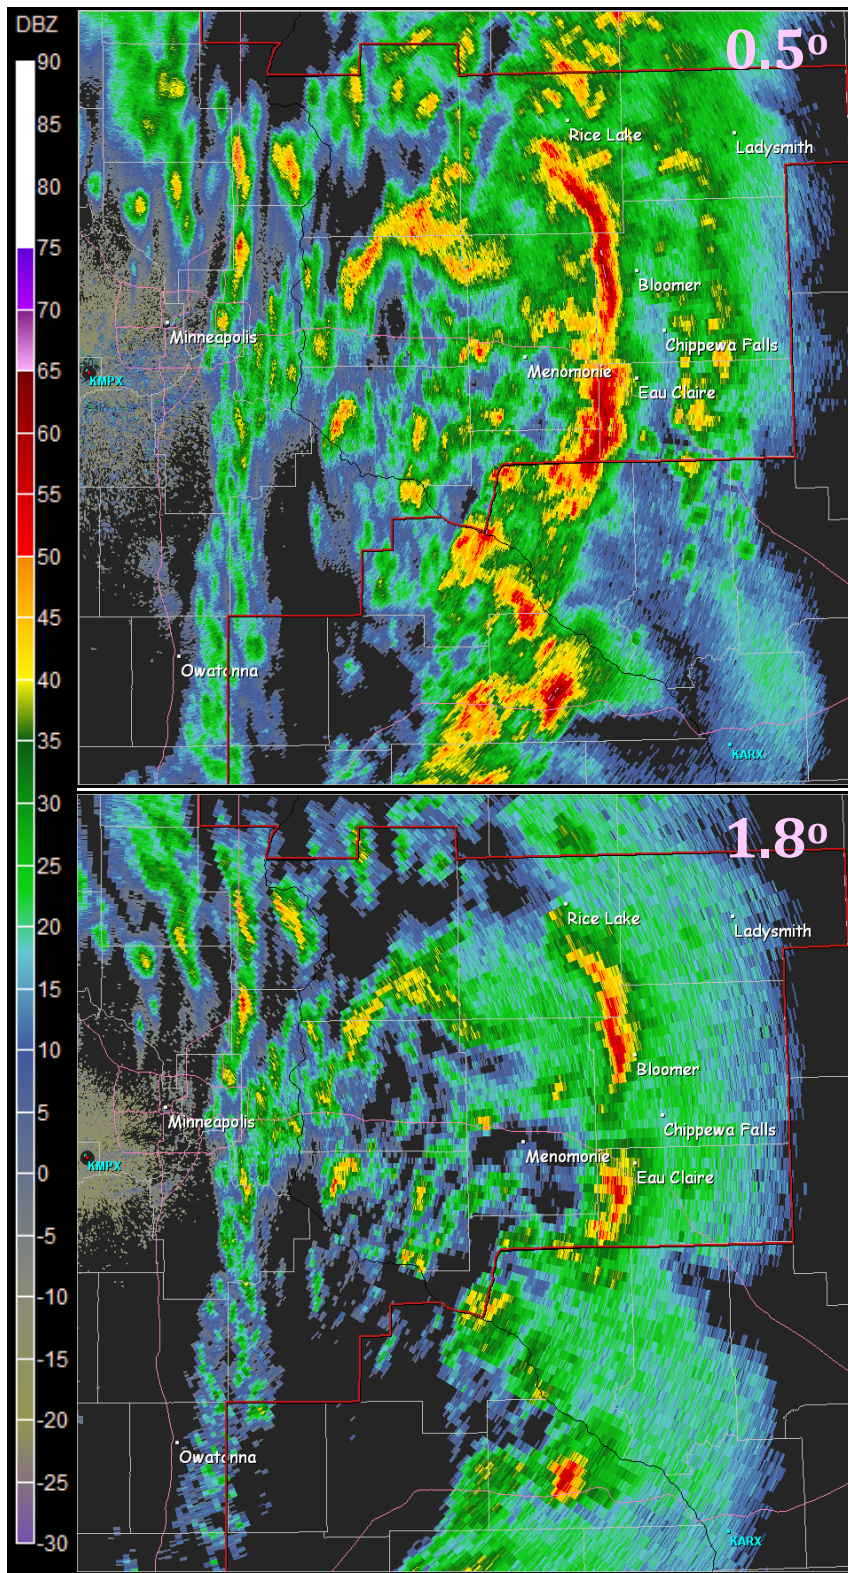 DBZ
90
85
80
75
70
65
60
55
50
45
40
35
30
25
20
15
10
5
0
-5
-10
-15
-20
-25
-30
0.5º
Rice Lake
Ladysmith
Bloomer
Minneapolis
Chippewa Falls
Menomonie
KMPX
Eau Claire
Owatonna
KARX
1.8º
Rice Lake
Ladysmith
Bloomer
Minneapolis
Chippewa Falls
Menomonie
KMPX
Eau Claire
Owatonna
KARX